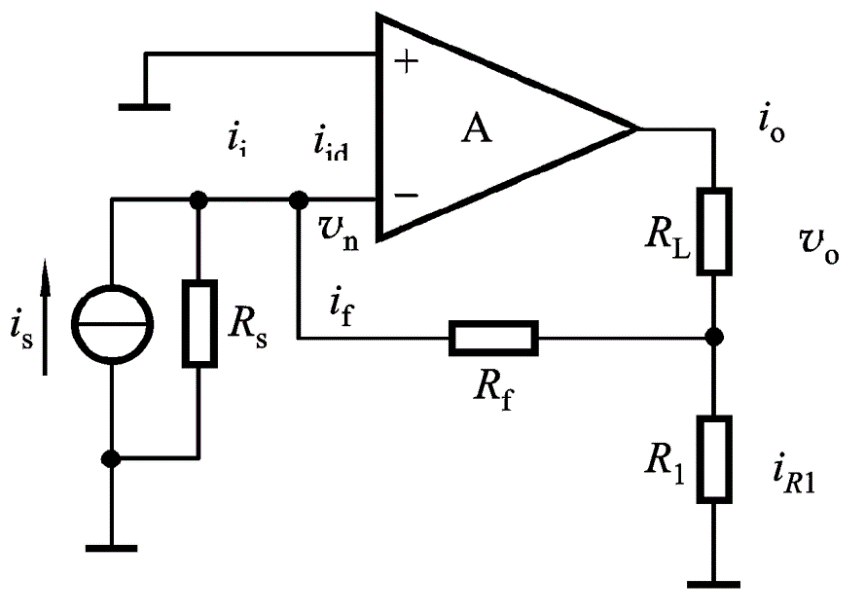 +
A
i_o
i_i
i_id
−
v_n
R_L
v_o
i_s
R_s
i_f
R_f
R_1
i_R1